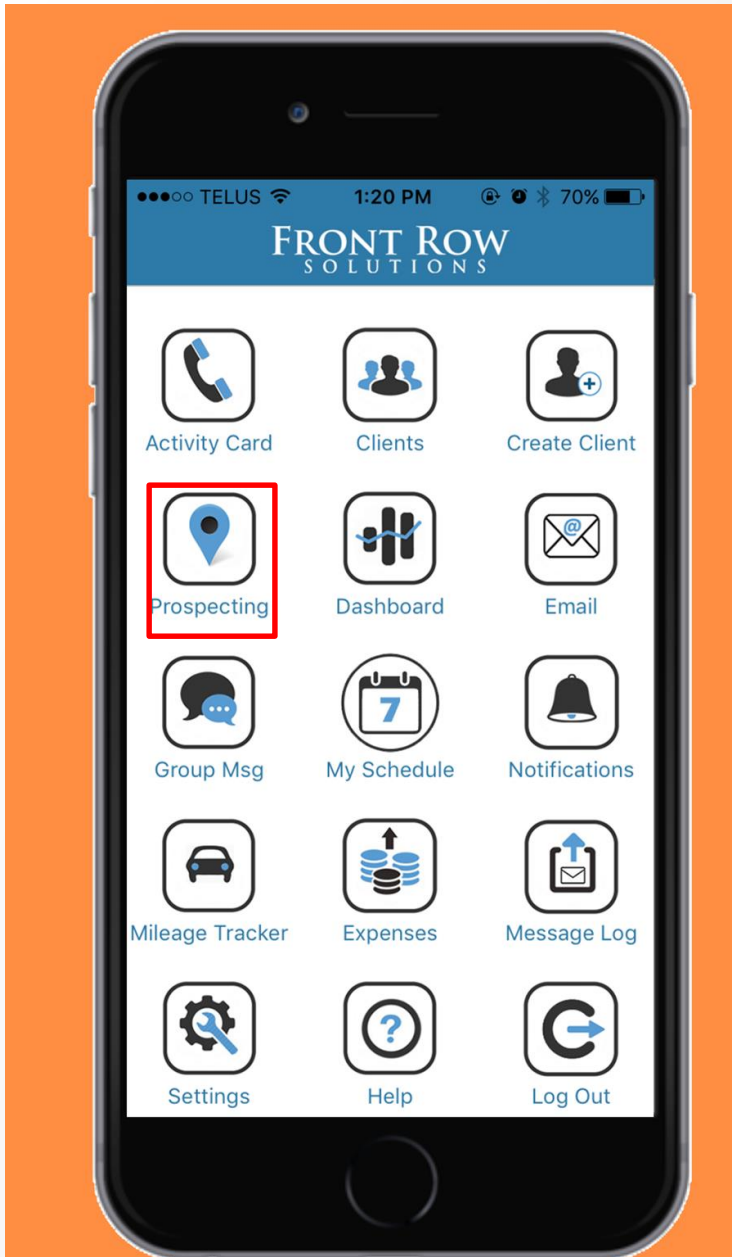 TELUS 1:20 PM 70%
FRONT ROW
SOLUTIONS
Activity Card Clients Create Client
Prospecting Dashboard @ Email
7
Group Msg My Schedule Notifications
Mileage Tracker Expenses Message Log
?
Settings Help Log Out